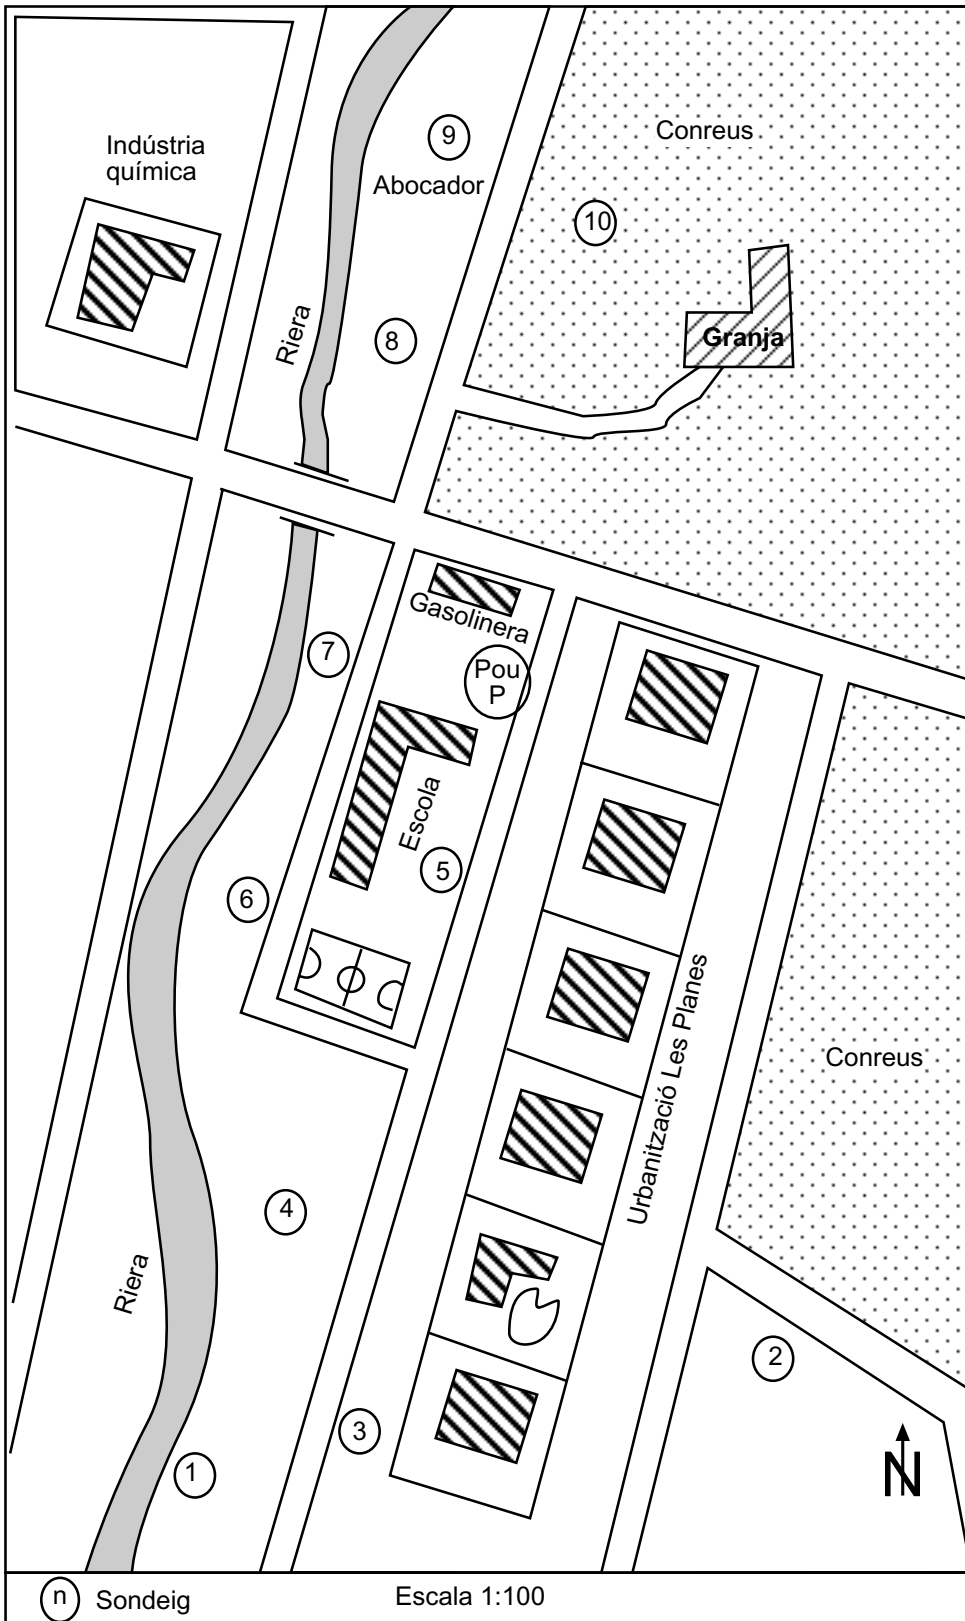 Indústria
química
9
Abocador
Conreus
10
Riera
8
Granja
Gasolinera
7
Pou
P
Escola
5
6
Urbanització Les Planes
Conreus
4
Riera
2
3
1
N
n Sondeig
Escala 1:100